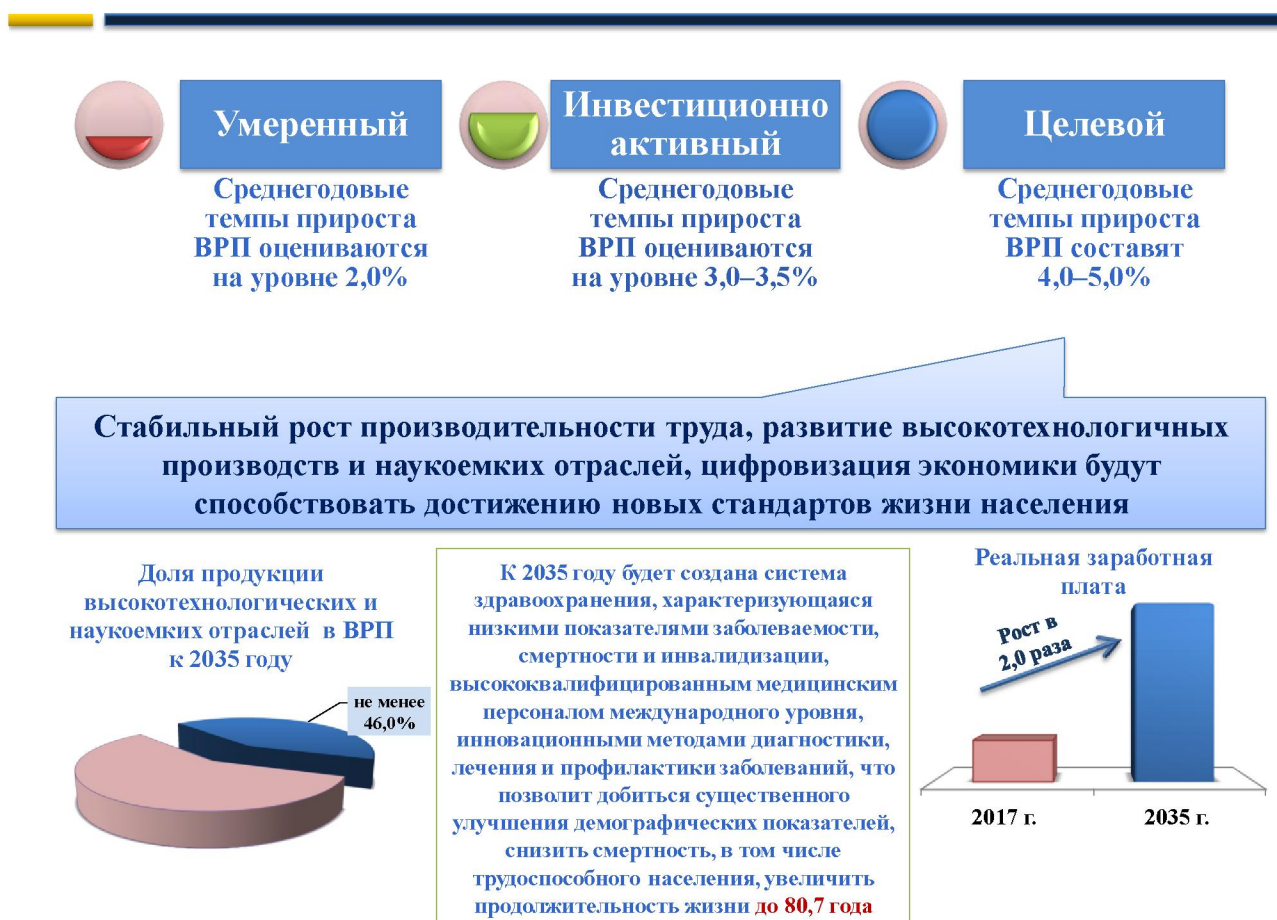 Умеренный
Среднегодовые
темпы прироста
ВРП оцениваются
на уровне 2,0%
Инвестиционно
активный
Среднегодовые
темпы прироста
ВРП оцениваются
на уровне 3,0–3,5%
Целевой
Среднегодовые
темпы прироста
ВРП составят
4,0–5,0%
Стабильный рост производительности труда, развитие высокотехнологичных
производств и наукоемких отраслей, цифровизация экономики будут
способствовать достижению новых стандартов жизни населения
Доля продукции
высокотехнологических и
наукоемких отраслей в ВРП
к 2035 году
не менее
46,0%
К 2035 году будет создана система
здравоохранения, характеризующаяся
низкими показателями заболеваемости,
смертности и инвалидизации,
высококвалифицированным медицинским
персоналом международного уровня,
инновационными методами диагностики,
лечения и профилактики заболеваний, что
позволит добиться существенного
улучшения демографических показателей,
снизить смертность, в том числе
трудоспособного населения, увеличить
продолжительность жизни до 80,7 года
Реальная заработная
плата
Рост в
2,0 раза
2017 г.
2035 г.